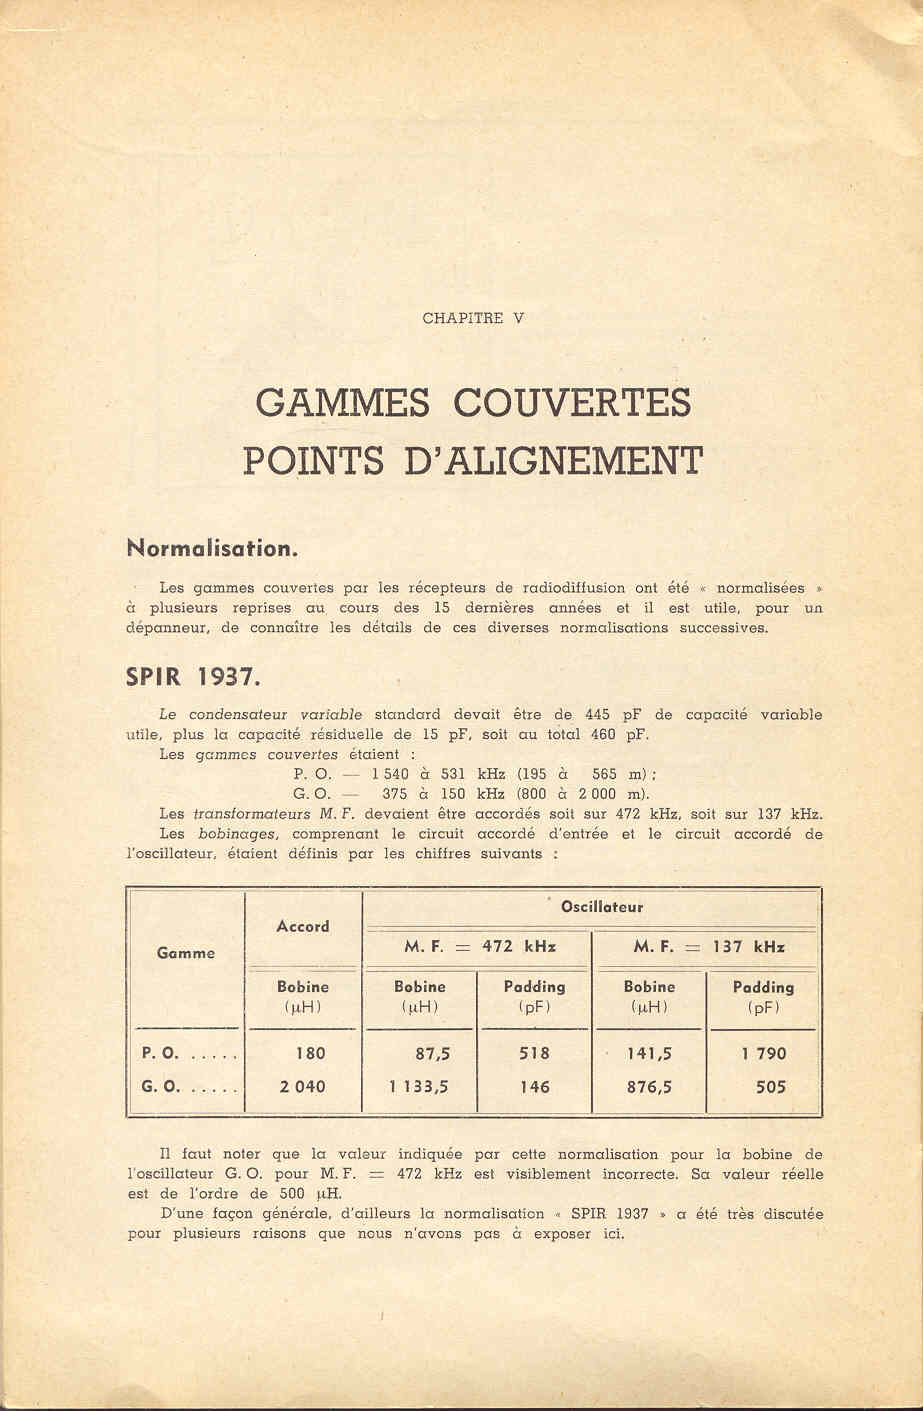 CHAPITRE V
GAMMES COUVERTES
POINTS D'ALIGNEMENT
Normalisation.
Les gammes couvertes par les récepteurs de radiodiffusion ont été « normalisées »
à plusieurs reprises au cours des 15 dernières années et il est utile, pour un
dépanneur, de connaître les détails de ces diverses normalisations successives.
SPIR 1937.
Le condensateur variable standard devait être de 445 pF de capacité variable
utile, plus la capacité résiduelle de 15 pF, soit au total 460 pF.
Les gammes couvertes étaient :
P. O. — 1 540 à 531 kHz (195 à 565 m) ;
G. O. — 375 à 150 kHz (800 à 2 000 m).
Les transformateurs M. F. devaient être accordés soit sur 472 kHz, soit sur 137 kHz.
Les bobinages, comprenant le circuit accordé d'entrée et le circuit accordé de
l'oscillateur, étaient définis par les chiffres suivants :
Gamme
Accord
Oscillateur
M. F. = 472 kHz M. F. = 137 kHz
Bobine Bobine Padding Bobine Padding
(µH) (µH) (pF) (µH) (pF)
P. O. ..... 180 87,5 518 141,5 1 790
G. O. ..... 2 040 1 133,5 146 876,5 505
Il faut noter que la valeur indiquée par cette normalisation pour la bobine de
l'oscillateur G. O. pour M. F. = 472 kHz est visiblement incorrecte. Sa valeur réelle
est de l'ordre de 500 µH.
D'une façon générale, d'ailleurs la normalisation « SPIR 1937 » a été très discutée
pour plusieurs raisons que nous n'avons pas à exposer ici.